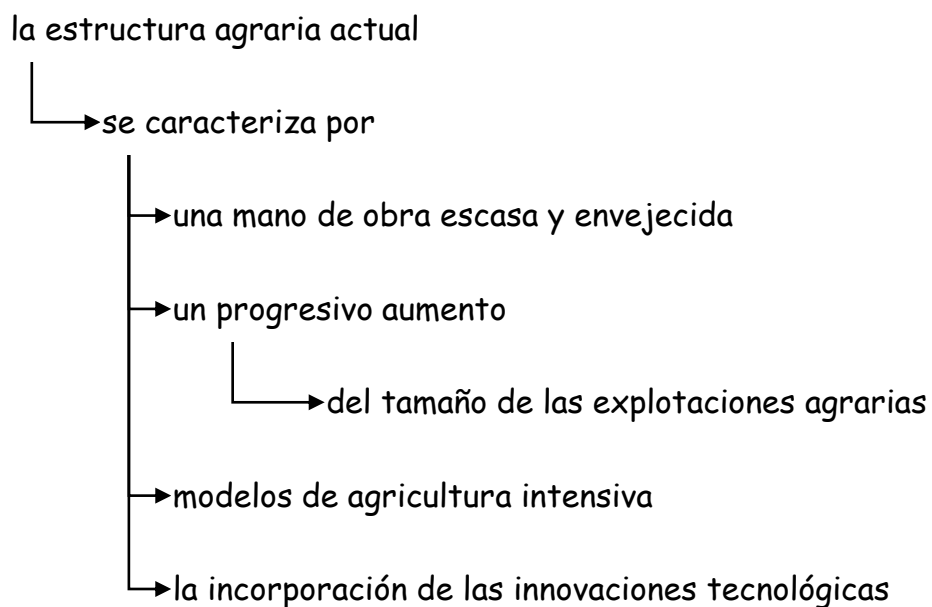 la estructura agraria actual
se caracteriza por
una mano de obra escasa y envejecida
un progresivo aumento
del tamaño de las explotaciones agrarias
modelos de agricultura intensiva
la incorporación de las innovaciones tecnológicas